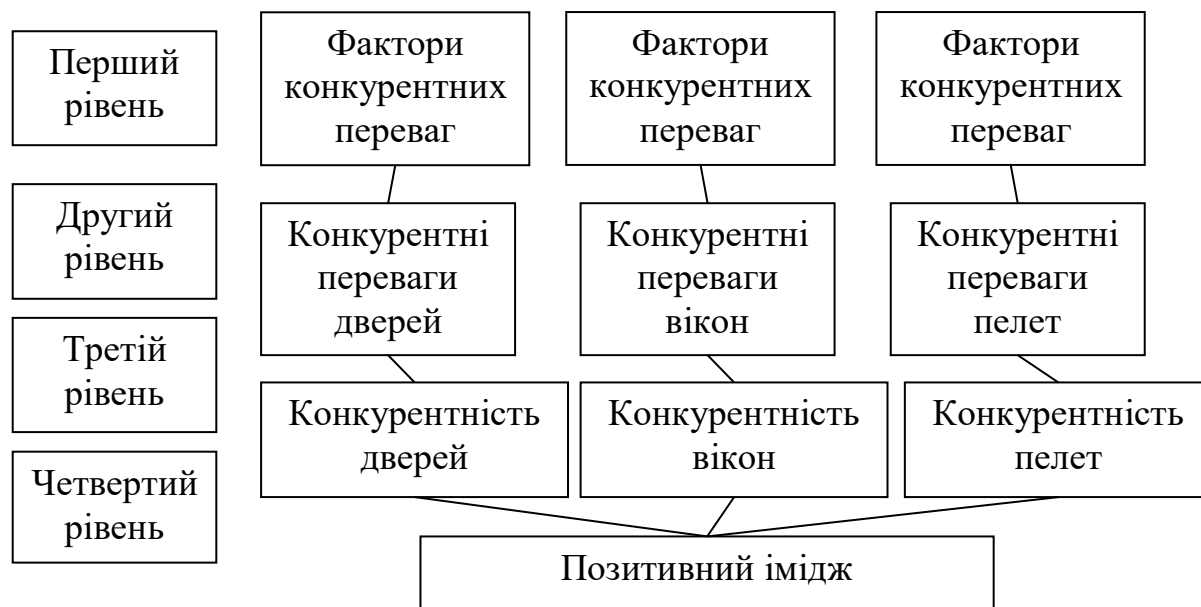 Перший
рівень
Фактори
конкурентних
переваг
Фактори
конкурентних
переваг
Фактори
конкурентних
переваг
Другий
рівень
Конкурентні
переваги
дверей
Конкурентні
переваги
вікон
Конкурентні
переваги
пелет
Третій
рівень
Конкурентність
дверей
Конкурентність
вікон
Конкурентність
пелет
Четвертий
рівень
Позитивний імідж